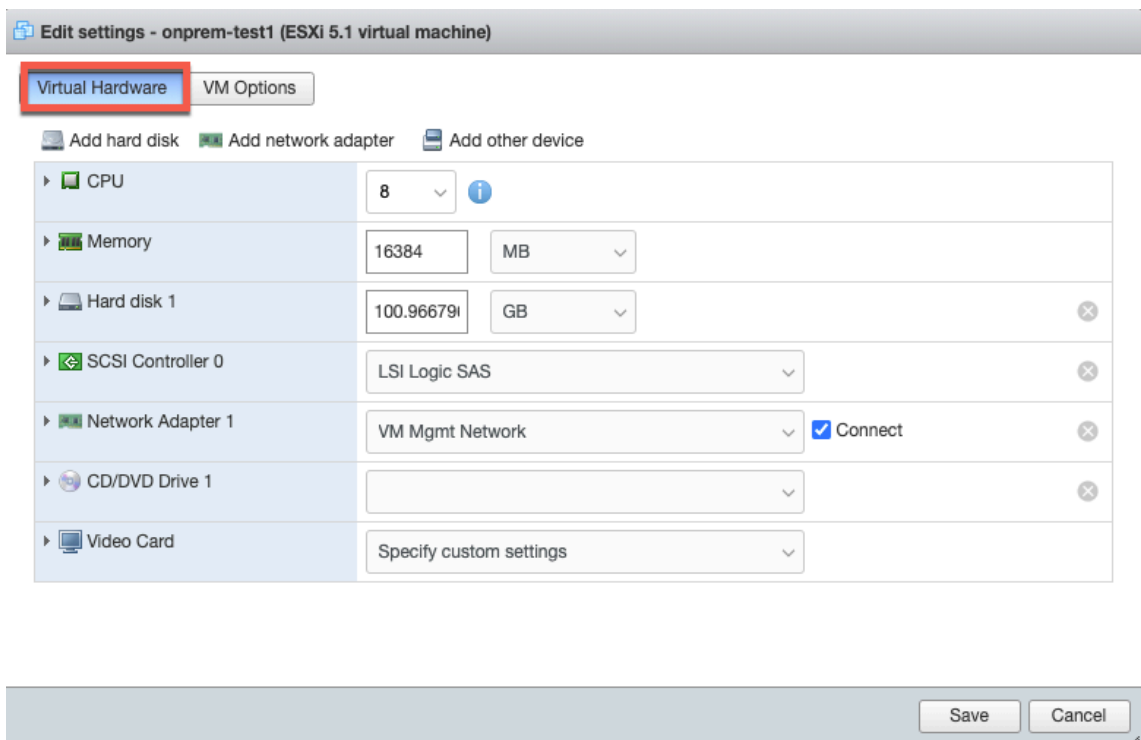 Edit settings - onprem-test1 (ESXi 5.1 virtual machine)
Virtual Hardware VM Options
Add hard disk Add network adapter Add other device
CPU 8
Memory 16384 MB
Hard disk 1 100.96679 GB
SCSI Controller 0 LSI Logic SAS
Network Adapter 1 VM Mgmt Network Connect
CD/DVD Drive 1
Video Card Specify custom settings
Save Cancel